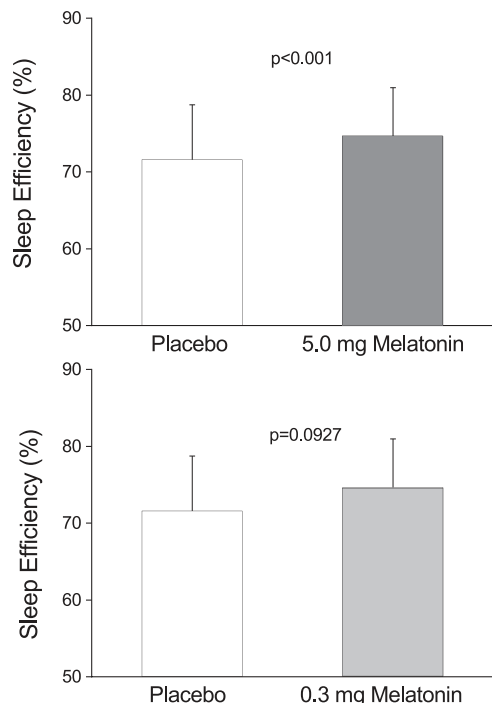 90
p<0.001
80
70
60
50
Sleep Efficiency (%)
Placebo 5.0 mg Melatonin
90
p=0.0927
80
70
60
50
Sleep Efficiency (%)
Placebo 0.3 mg Melatonin